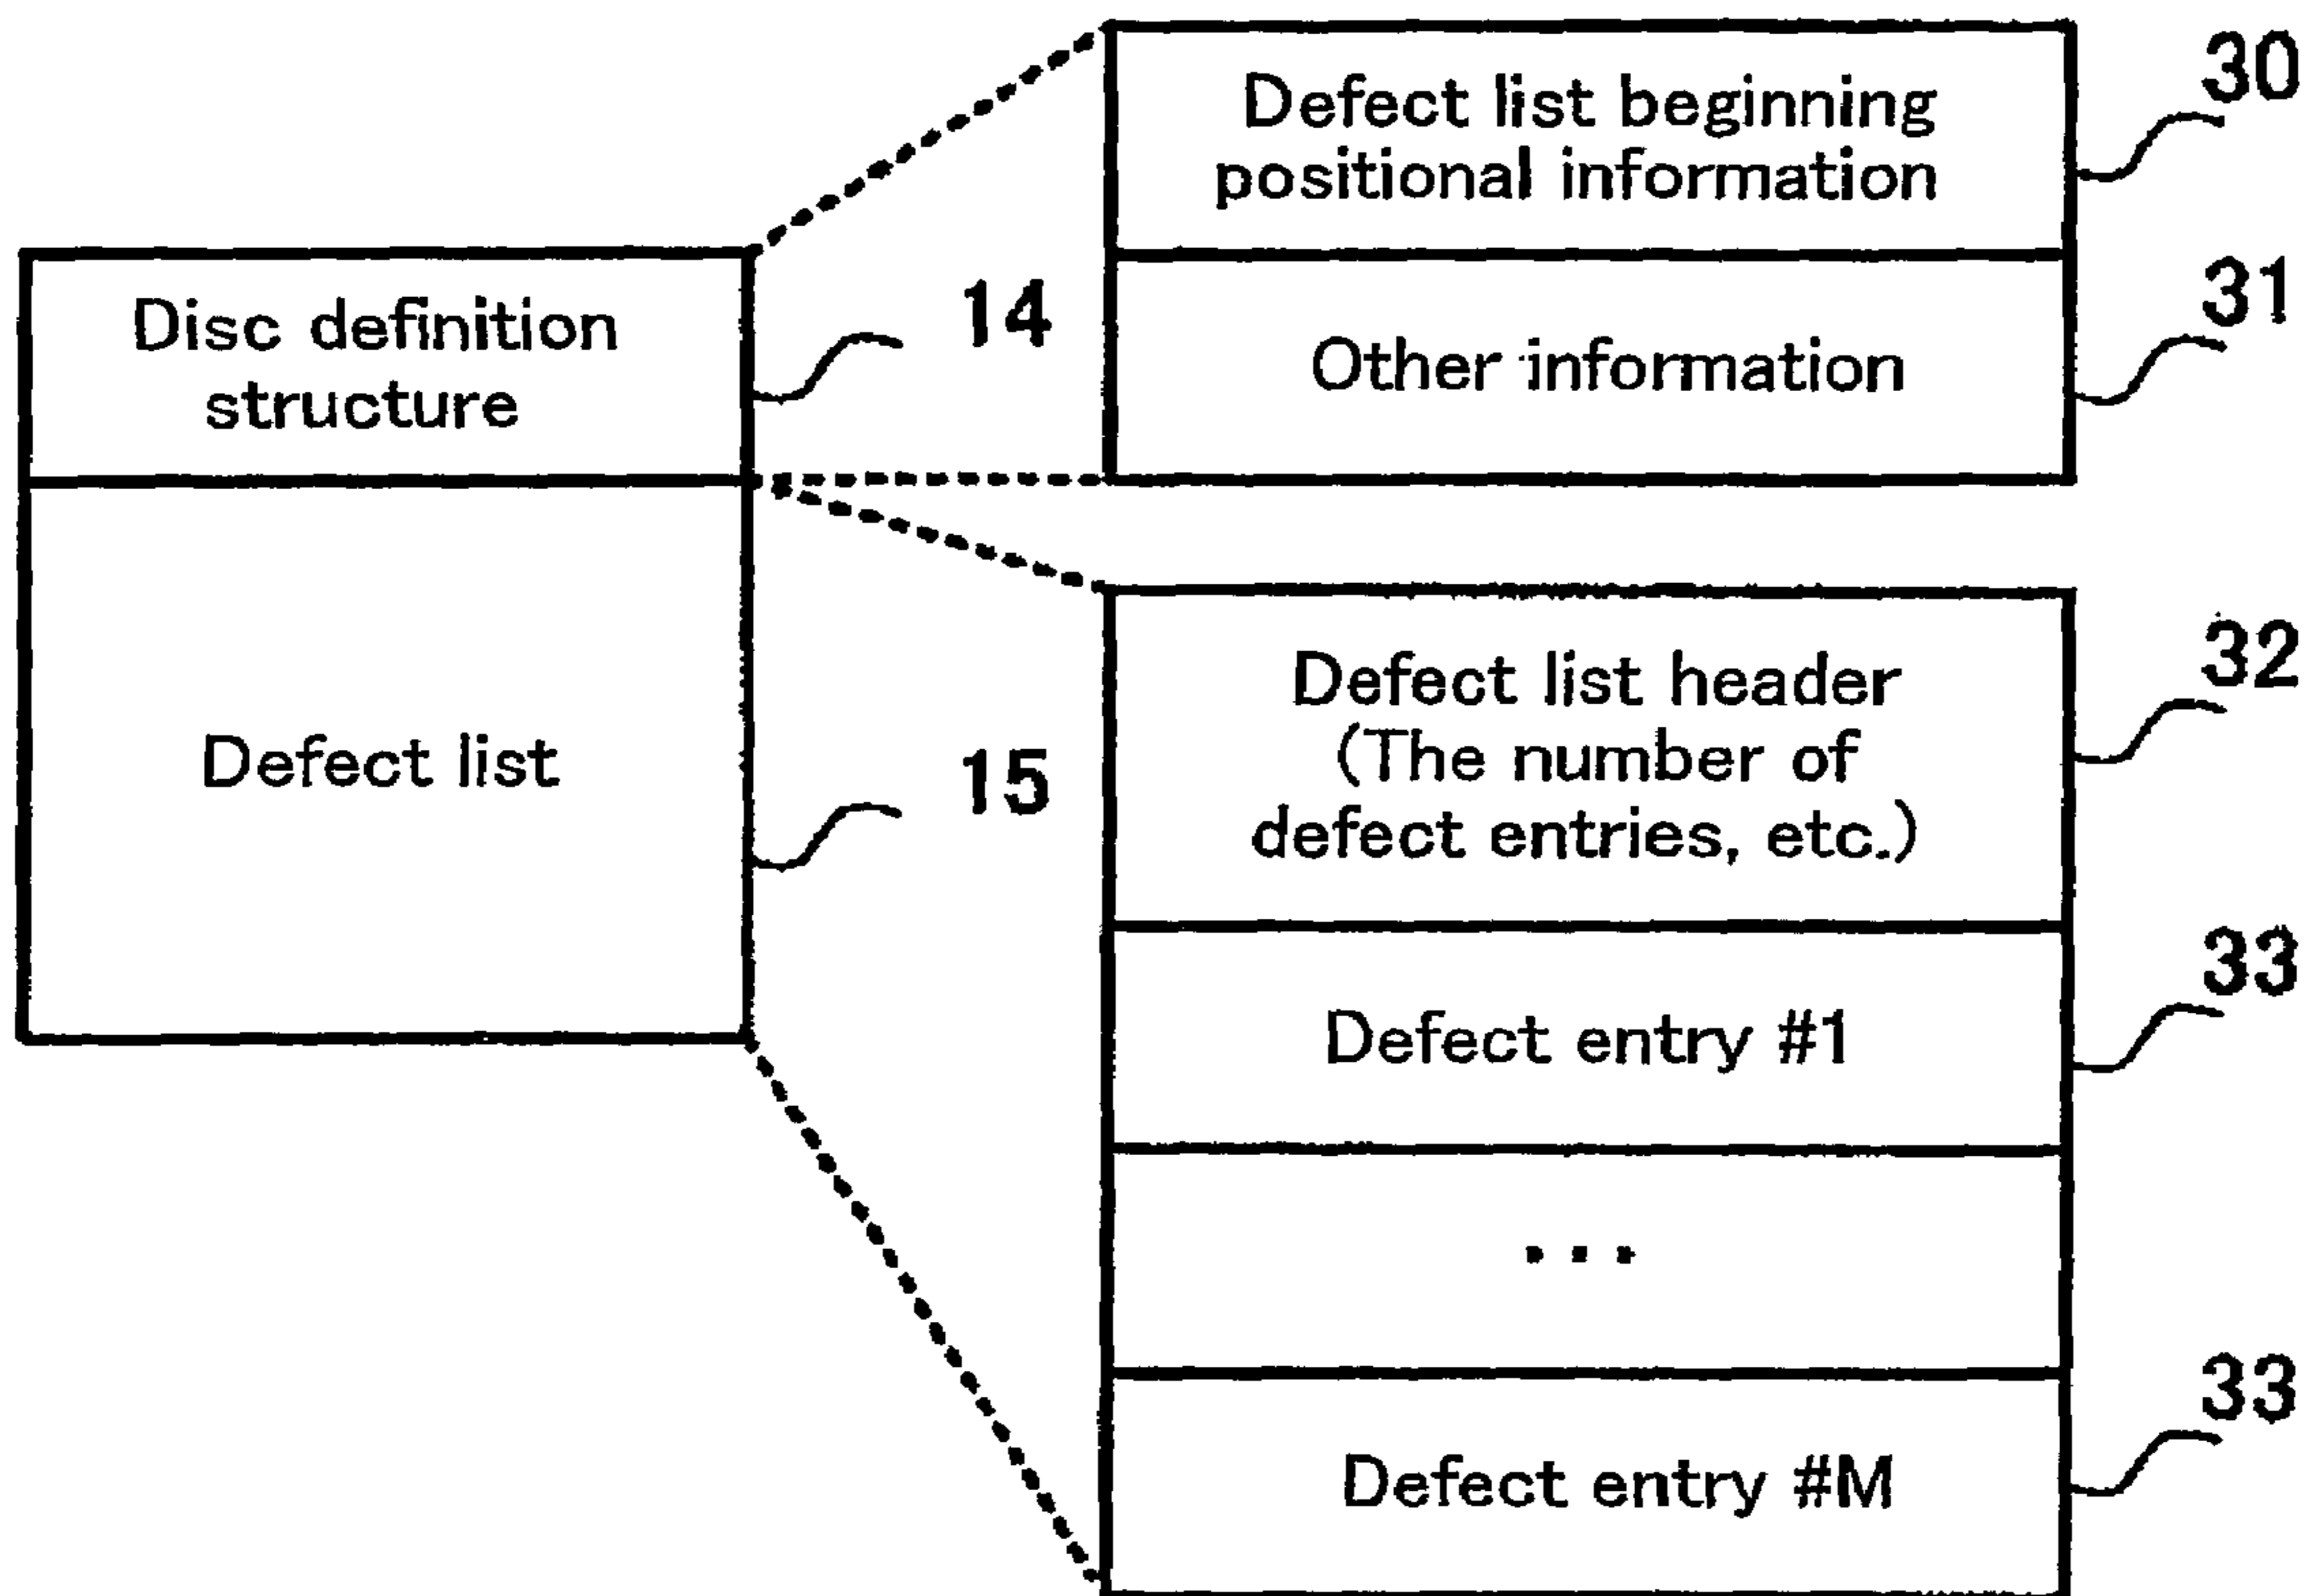 Disc definition
structure
14
Defect list
15
Defect list beginning
positional information
30
Other information
31
Defect list header
(The number of
defect entries, etc.)
32
Defect entry #1
33
...
Defect entry #M
33